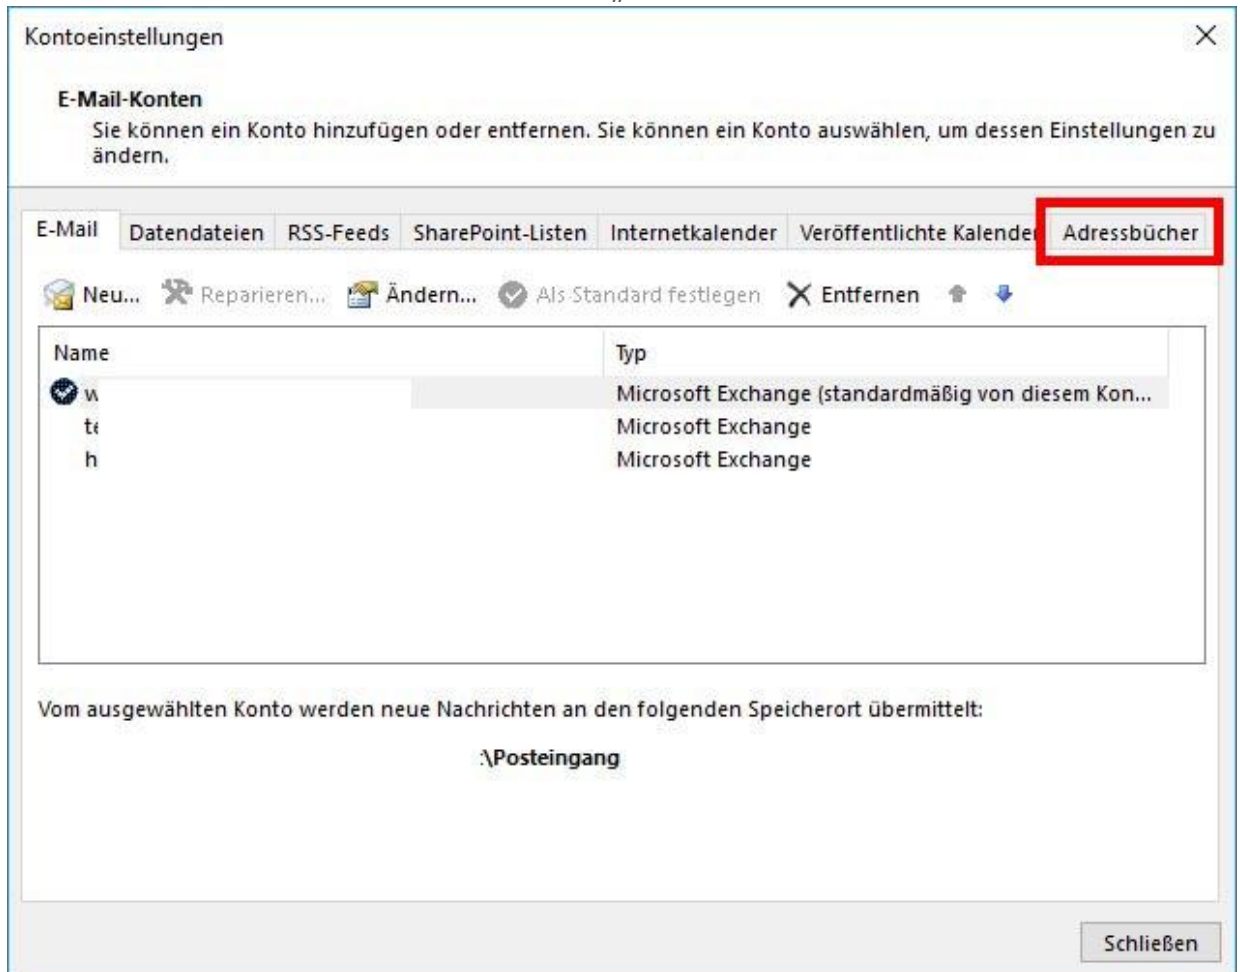 Kontoeinstellungen
E-Mail-Konten
Sie können ein Konto hinzufügen oder entfernen. Sie können ein Konto auswählen, um dessen Einstellungen zu
ändern.
E-Mail Datendateien RSS-Feeds SharePoint-Listen Internetkalender Veröffentlichte Kalender Adressbücher
Neu... Reparieren... Ändern... Als Standard festlegen Entfernen
Name Typ
w Microsoft Exchange (standardmäßig von diesem Kon...
te Microsoft Exchange
h Microsoft Exchange
Vom ausgewählten Konto werden neue Nachrichten an den folgenden Speicherort übermittelt:
:\Posteingang
Schließen